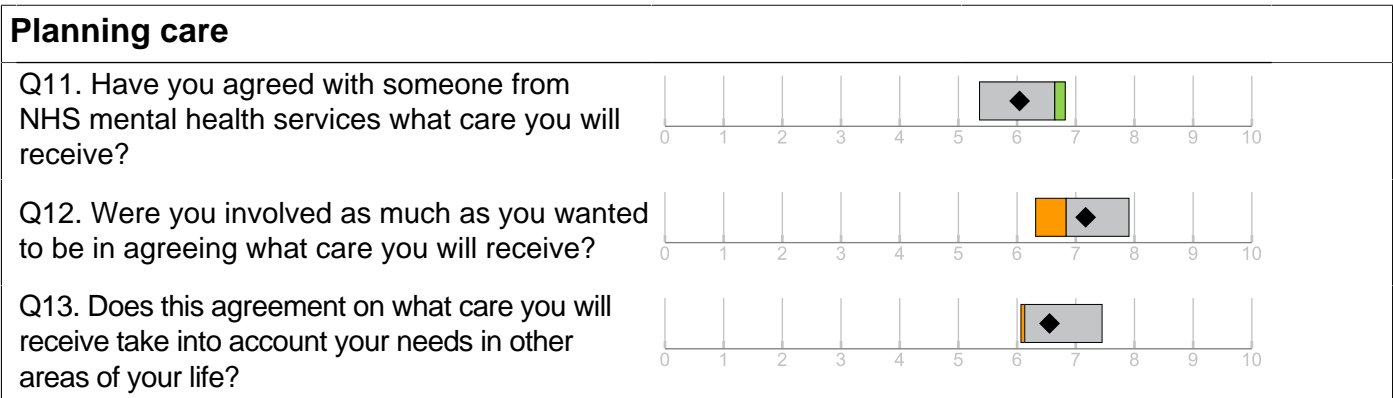 Planning care
Q11. Have you agreed with someone from
NHS mental health services what care you will
receive?
0 1 2 3 4 5 6 7 8 9 10
Q12. Were you involved as much as you wanted
to be in agreeing what care you will receive?
0 1 2 3 4 5 6 7 8 9 10
Q13. Does this agreement on what care you will
receive take into account your needs in other
areas of your life?
0 1 2 3 4 5 6 7 8 9 10